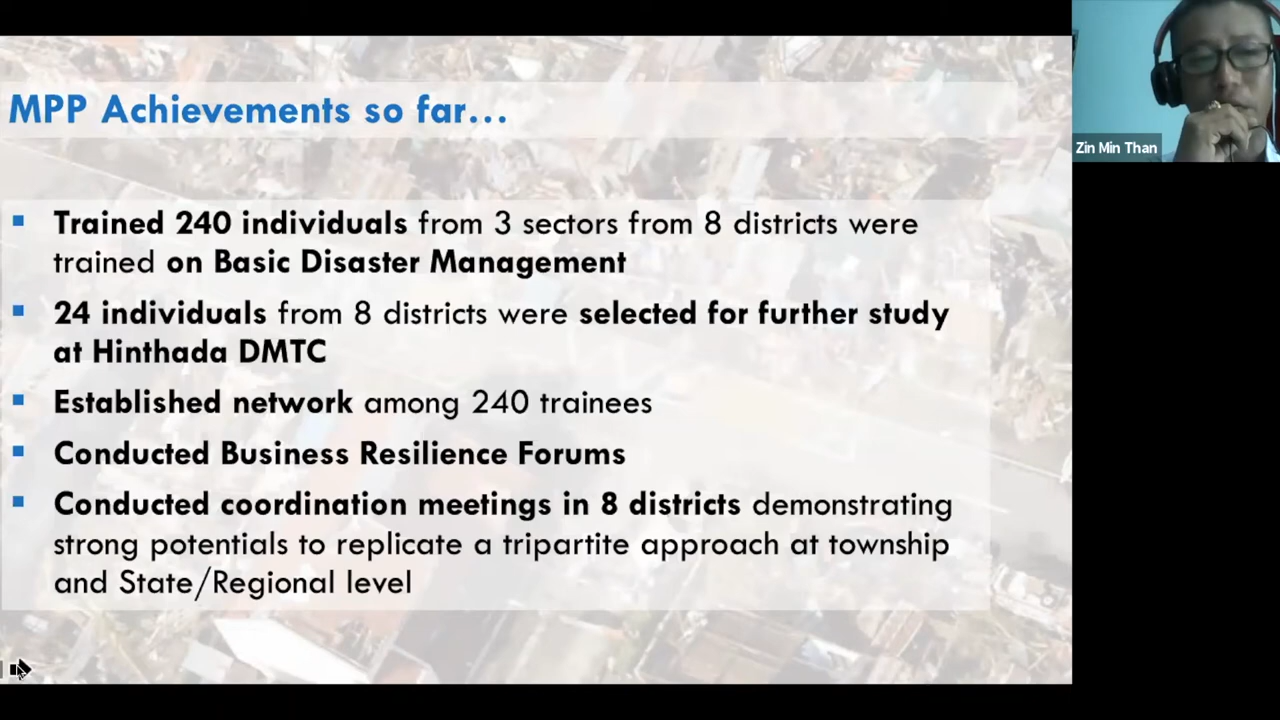 MPP Achievements so far...
Trained 240 individuals from 3 sectors from 8 districts were
trained on Basic Disaster Management
24 individuals from 8 districts were selected for further study
at Hinthada DMTC
Established network among 240 trainees
Conducted Business Resilience Forums
Conducted coordination meetings in 8 districts demonstrating
strong potentials to replicate a tripartite approach at township
and State/Regional level
Zin Min Than